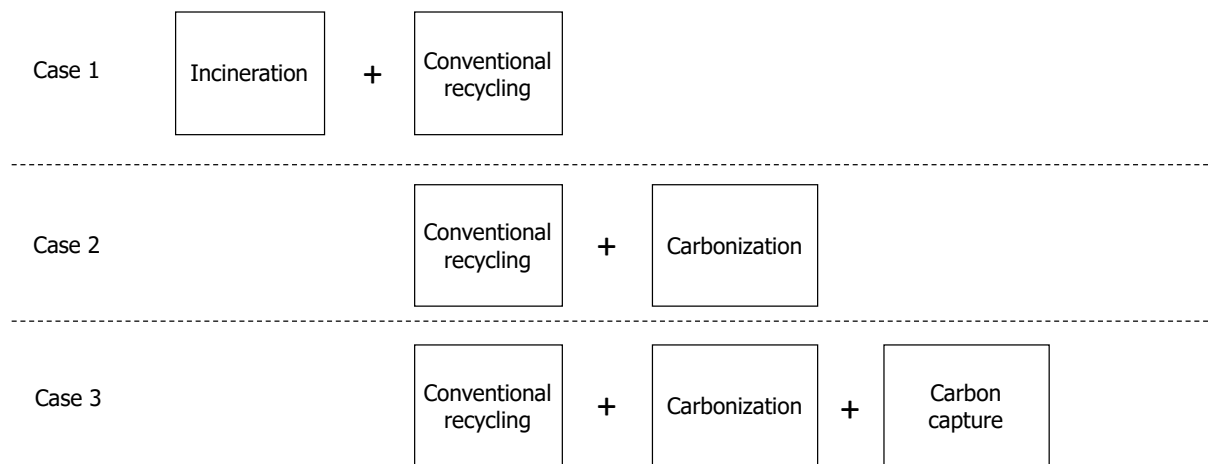 Case 1
Incineration
+
Conventional
recycling
Case 2
Conventional
recycling
+
Carbonization
Case 3
Conventional
recycling
+
Carbonization
+
Carbon
capture